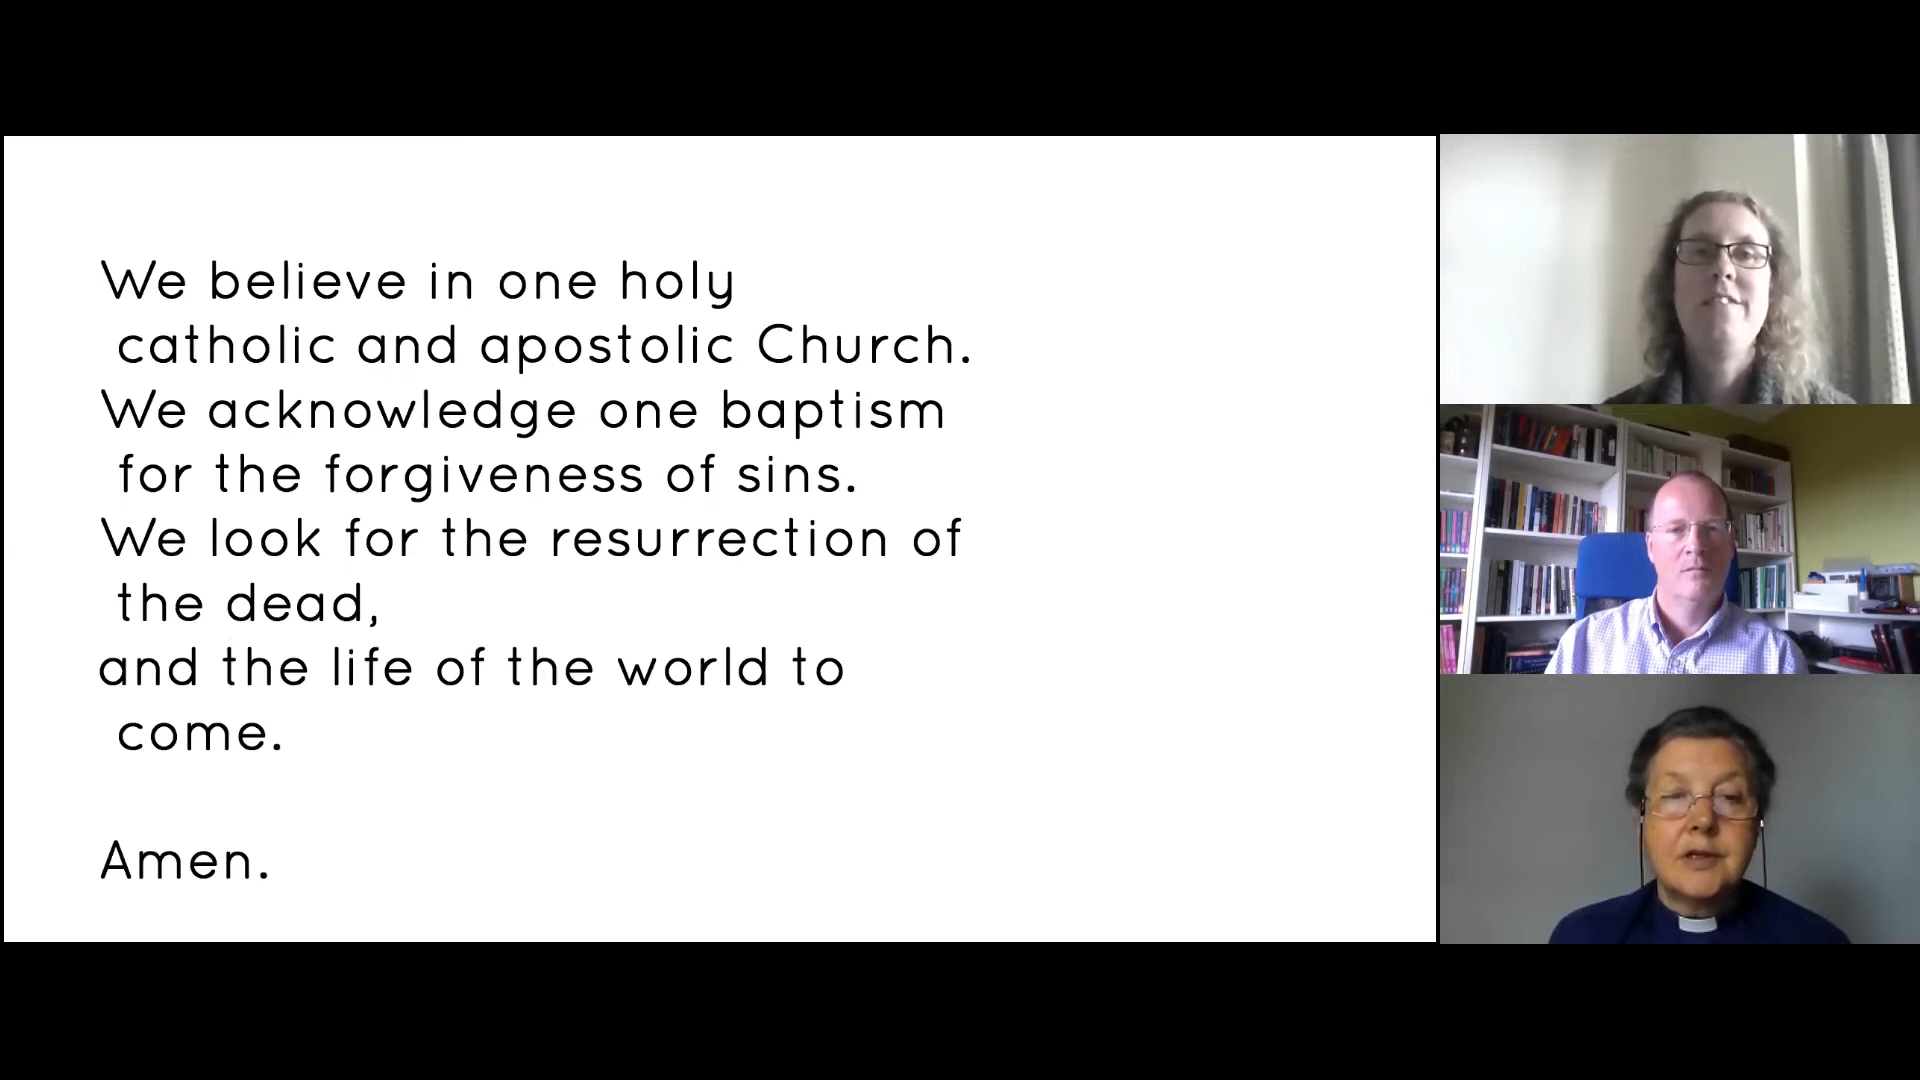 We believe in one holy
catholic and apostolic Church.
We acknowledge one baptism
for the forgiveness of sins.
We look for the resurrection of
the dead,
and the life of the world to
come.
Amen.